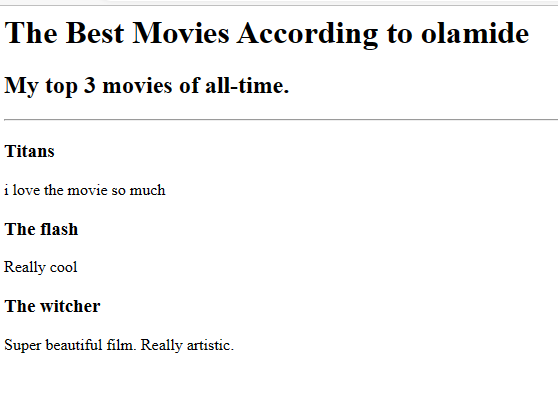 The Best Movies According to olamide
My top 3 movies of all-time.
Titans
i love the movie so much
The flash
Really cool
The witcher
Super beautiful film. Really artistic.